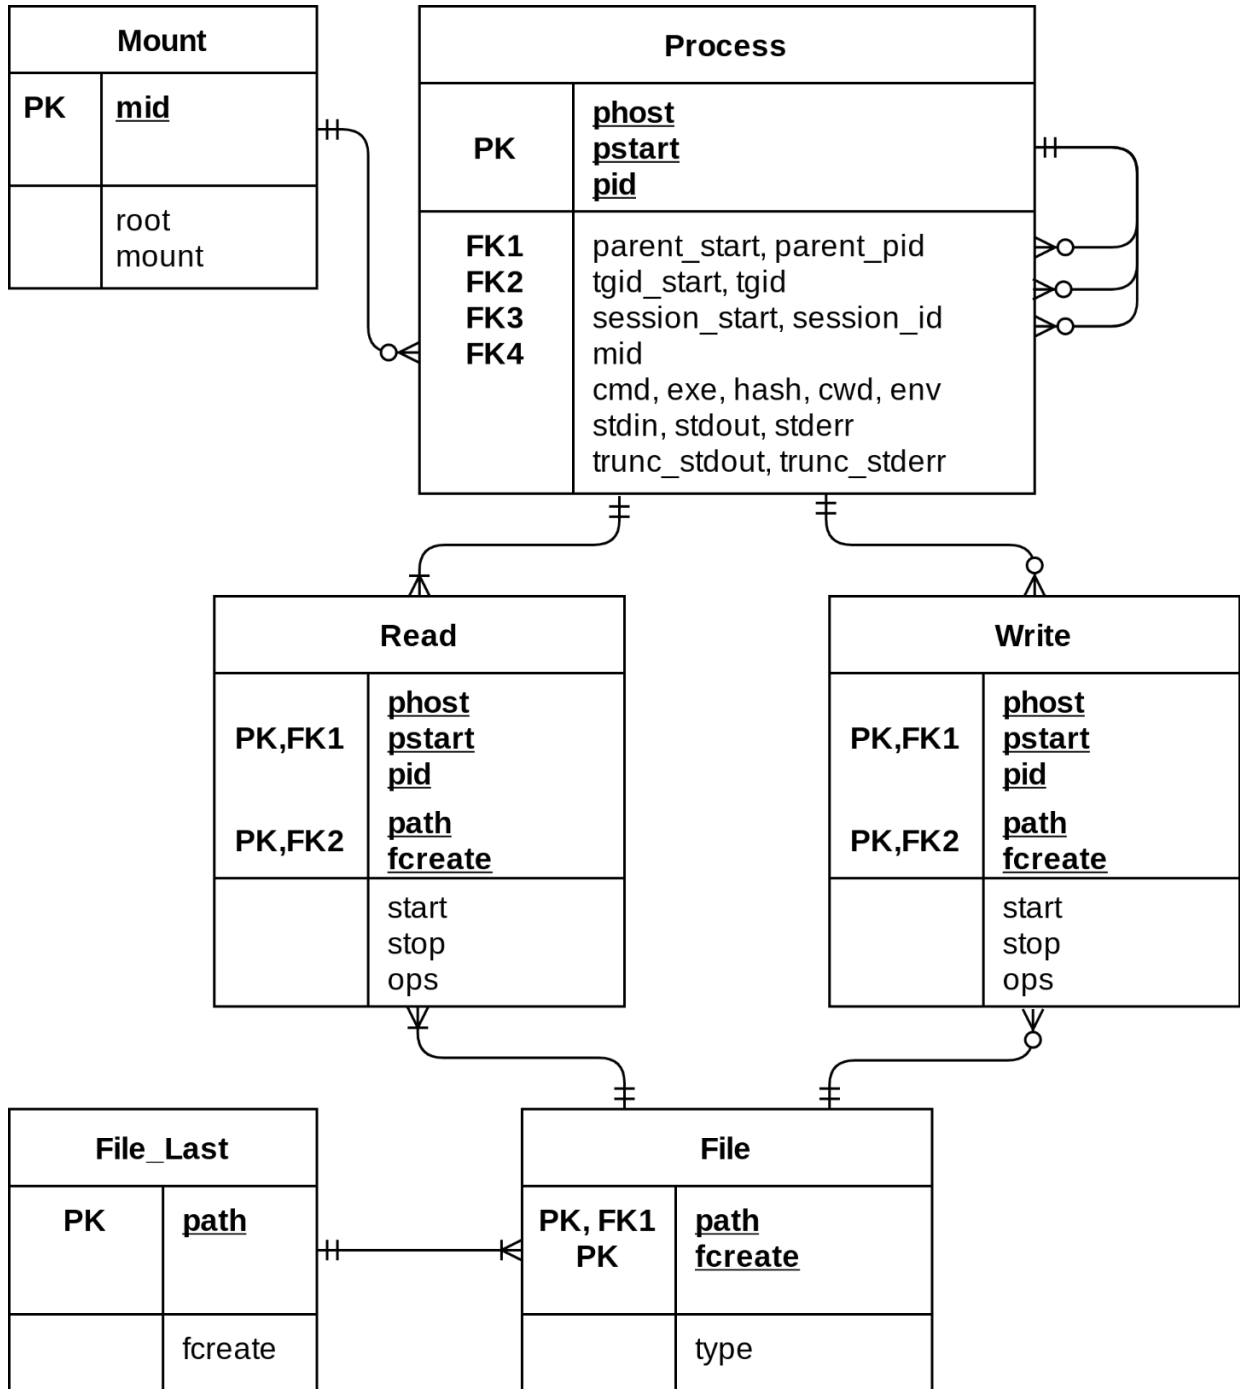 Mount
PK mid
root
mount
Process
phost
PK pstart
pid
FK1 parent_start, parent_pid
FK2 tgid_start, tgid
FK3 session_start, session_id
FK4 mid
cmd, exe, hash, cwd, env
stdin, stdout, stderr
trunc_stdout, trunc_stderr
Read
phost
PK,FK1 pstart
pid
path
PK,FK2
fcreate
start
stop
ops
Write
phost
PK,FK1 pstart
pid
path
PK,FK2
fcreate
start
stop
ops
File_Last
PK path
fcreate
File
PK, FK1 path
PK fcreate
type